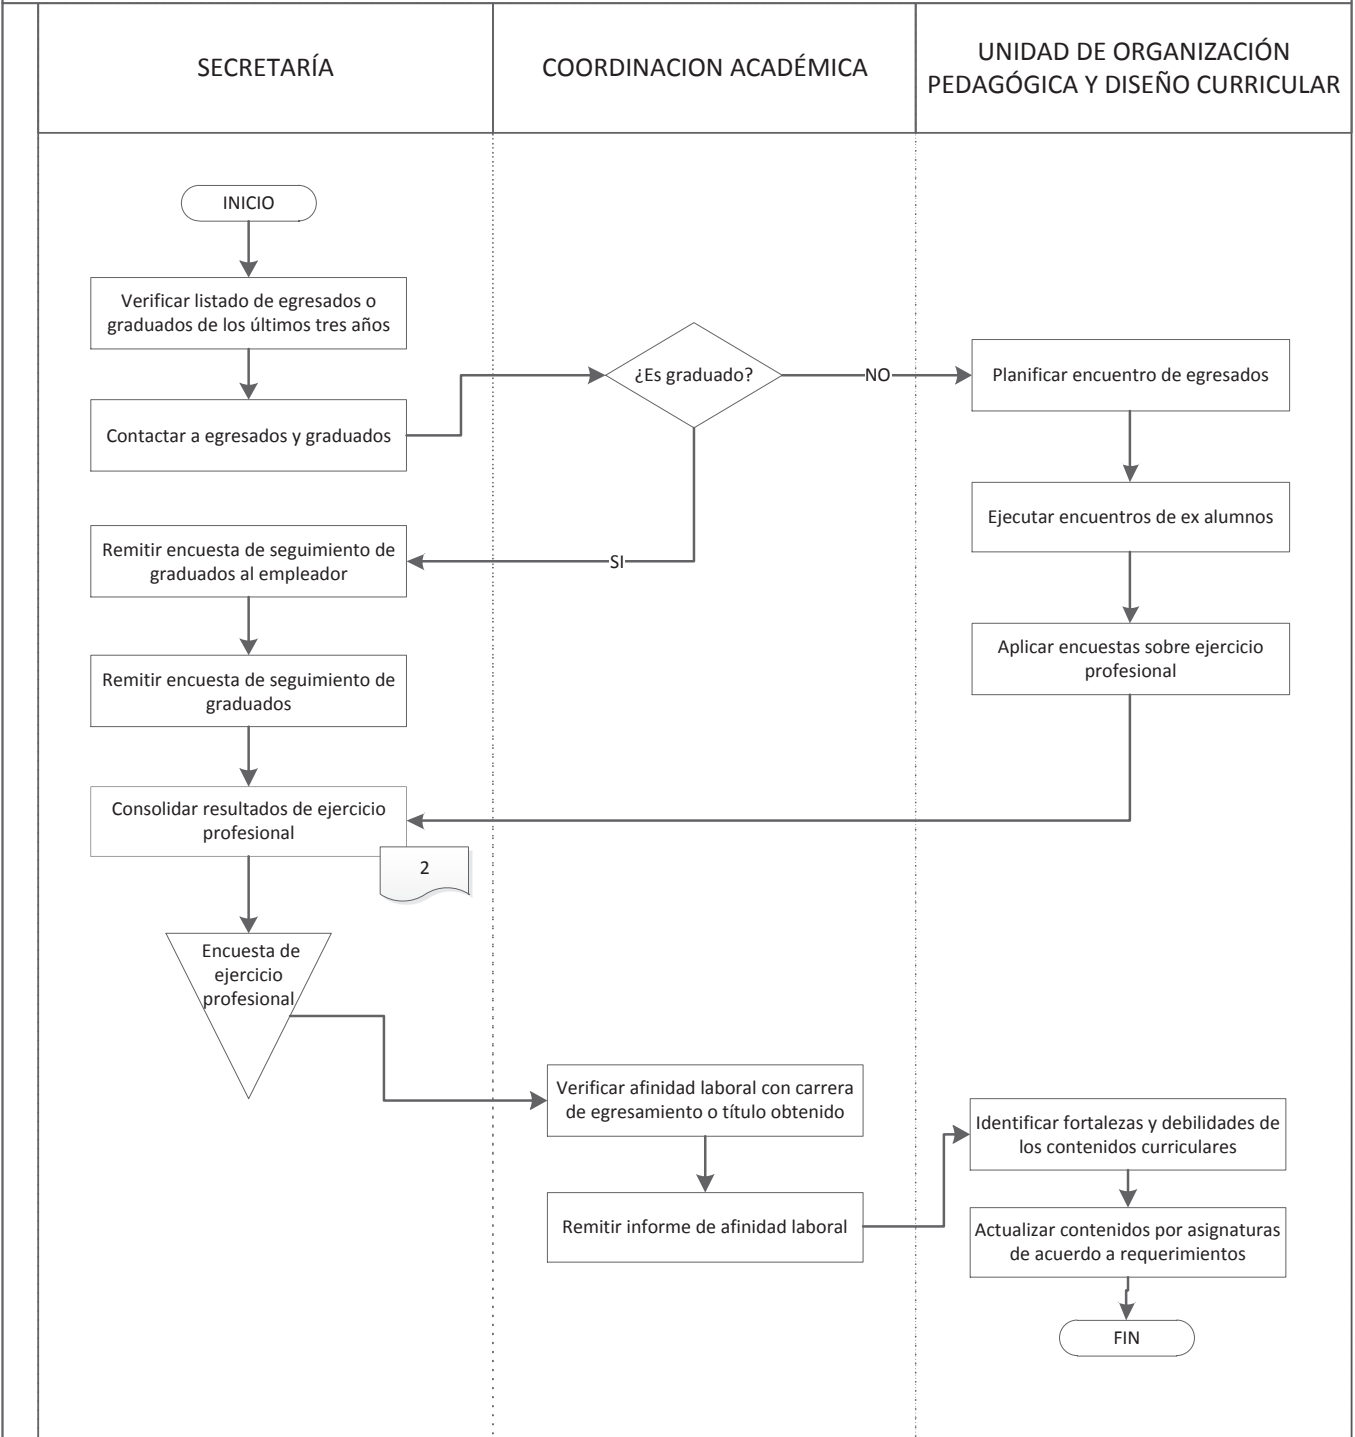 SECRETARÍA
COORDINACION ACADÉMICA
UNIDAD DE ORGANIZACIÓN
PEDAGÓGICA Y DISEÑO CURRICULAR
INICIO
Verificar listado de egresados o
graduados de los últimos tres años
Contactar a egresados y graduados
¿Es graduado?
NO
Planificar encuentro de egresados
Ejecutar encuentros de ex alumnos
SI
Remitir encuesta de seguimiento de
graduados al empleador
Aplicar encuestas sobre ejercicio
profesional
Remitir encuesta de seguimiento de
graduados
Consolidar resultados de ejercicio
profesional
2
Encuesta de
ejercicio
profesional
Verificar afinidad laboral con carrera
de egresamiento o título obtenido
Remitir informe de afinidad laboral
Identificar fortalezas y debilidades de
los contenidos curriculares
Actualizar contenidos por asignaturas
de acuerdo a requerimientos
FIN